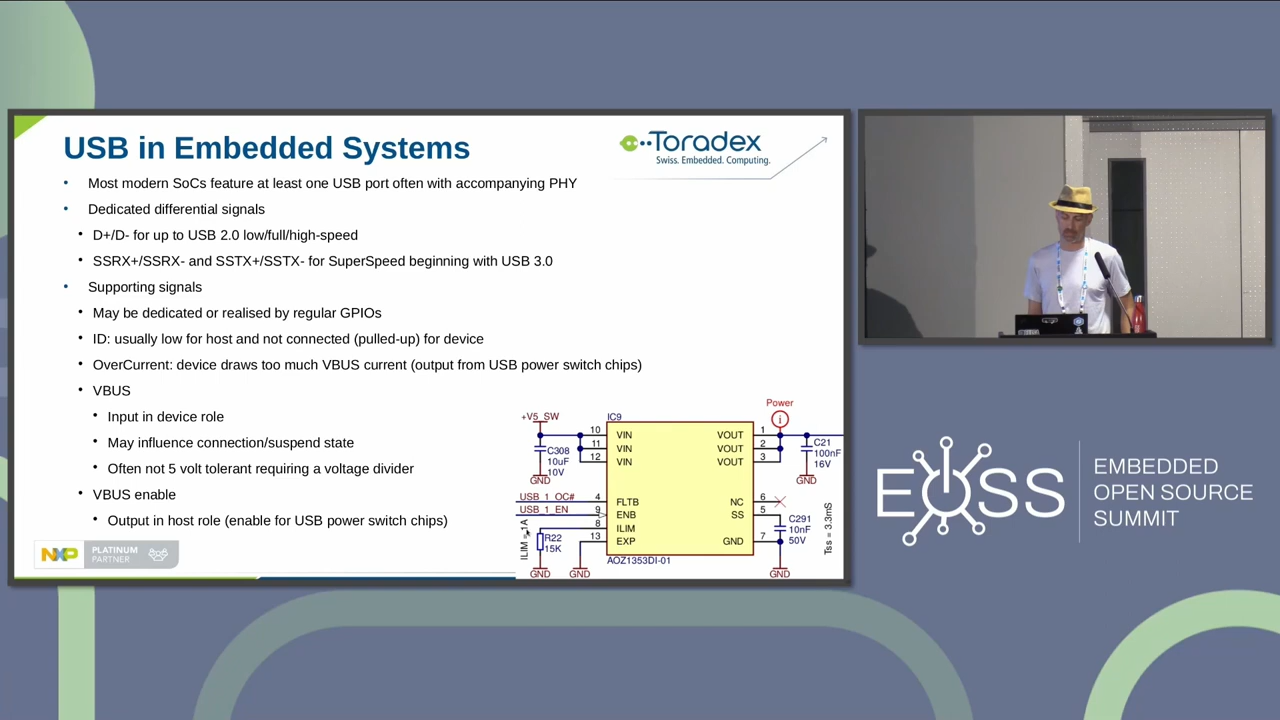 USB in Embedded Systems
Toradex
Swiss. Embedded. Computing.
• Most modern SoCs feature at least one USB port often with accompanying PHY
• Dedicated differential signals
• D+/D- for up to USB 2.0 low/full/high-speed
• SSRX+/SSRX- and SSTX+/SSTX- for SuperSpeed beginning with USB 3.0
• Supporting signals
• May be dedicated or realised by regular GPIOs
• ID: usually low for host and not connected (pulled-up) for device
• OverCurrent: device draws too much VBUS current (output from USB power switch chips)
• VBUS
• Input in device role
• May influence connection/suspend state
• Often not 5 volt tolerant requiring a voltage divider
• VBUS enable
• Output in host role (enable for USB power switch chips)
NXP
PLATINUM
PARTNER
Power
i
+V5_SW
IC9
10 VIN VOUT 1
11 VIN VOUT 2
12 VIN VOUT 3
C308
10uF
10V
GND
C21
100nF
16V
GND
USB_1_OC# 4 FLTB NC 6
USB_1_EN 9 ENB SS 5
8 ILIM
13 EXP GND 7
R22
15K
GND
GND
C291
10nF
50V
GND
Tss = 3.3mS
AOZ1353DI-01
EOSS
EMBEDDED
OPEN SOURCE
SUMMIT